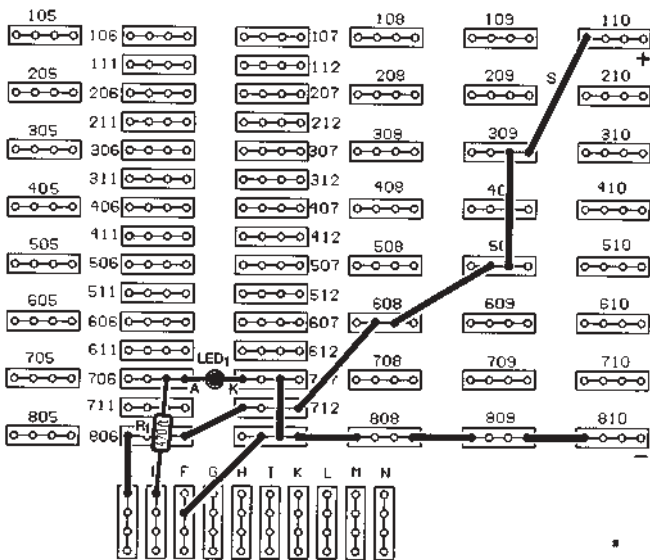 105 106 107 108 109 110
+
111 112
S
205 206 207 208 209 210
211 212
305 306 307 308 309 310
311 312
405 406 407 408 410
411 412
505 506 507 508 510
511 512
605 606 607 608 609 610
611 612
LED1
705 706 A K 708 709 710
711 712
R1
470Ω
805 806 808 809 810
−
F G H I K L M N